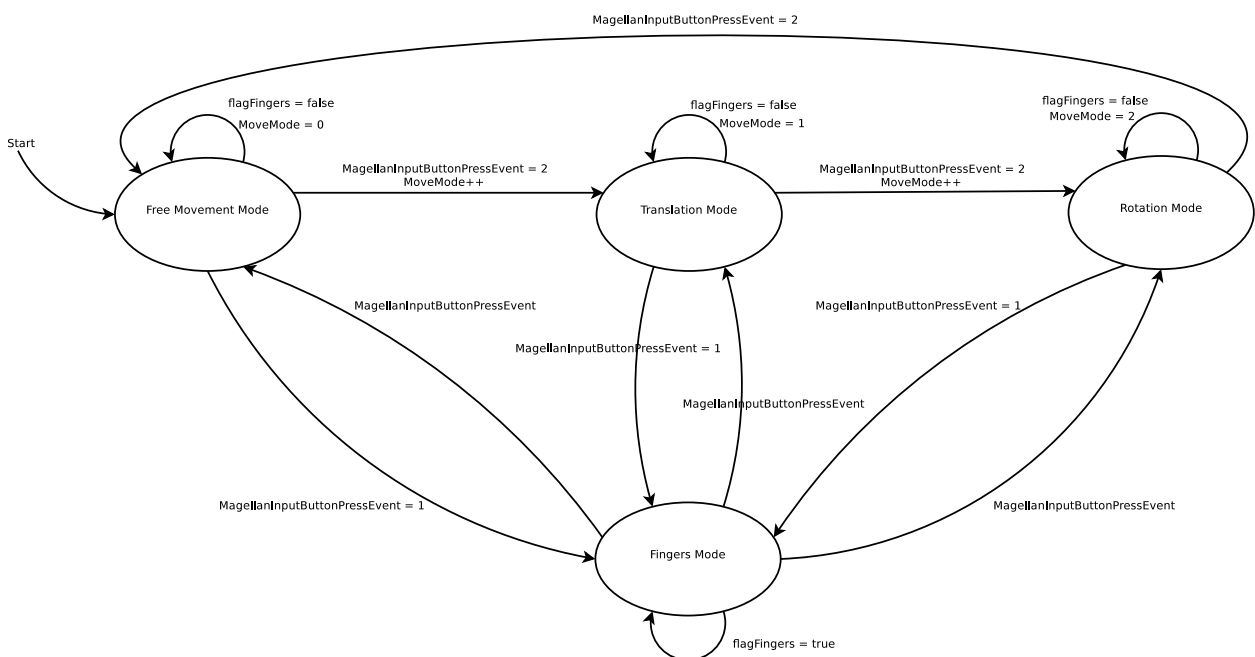 MagellanInputButtonPressEvent = 2
flagFingers = false
MoveMode = 0
flagFingers = false
MoveMode = 1
flagFingers = false
MoveMode = 2
Start
MagellanInputButtonPressEvent = 2
MoveMode++
MagellanInputButtonPressEvent = 2
MoveMode++
Free Movement Mode
Translation Mode
Rotation Mode
MagellanInputButtonPressEvent
MagellanInputButtonPressEvent = 1
MagellanInputButtonPressEvent = 1
MagellanInputButtonPressEvent
MagellanInputButtonPressEvent = 1
MagellanInputButtonPressEvent
Fingers Mode
flagFingers = true